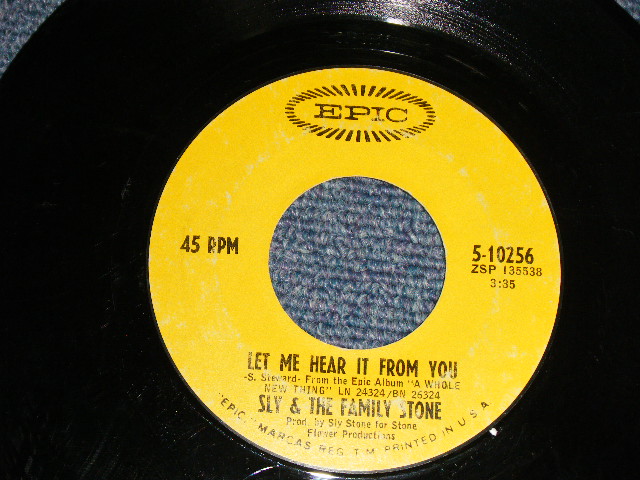 EPIC
45 RPM
5-10256
ZSP 135538
3:35
LET ME HEAR IT FROM YOU
-S. Steward- From the Epic Album "A WHOLE
NEW THING" LN 24324/BN 26324
SLY & THE FAMILY STONE
Prod. by Sly Stone for Stone
Flower Productions
"EPIC," MARCAS REG. T.M. PRINTED IN U.S.A.